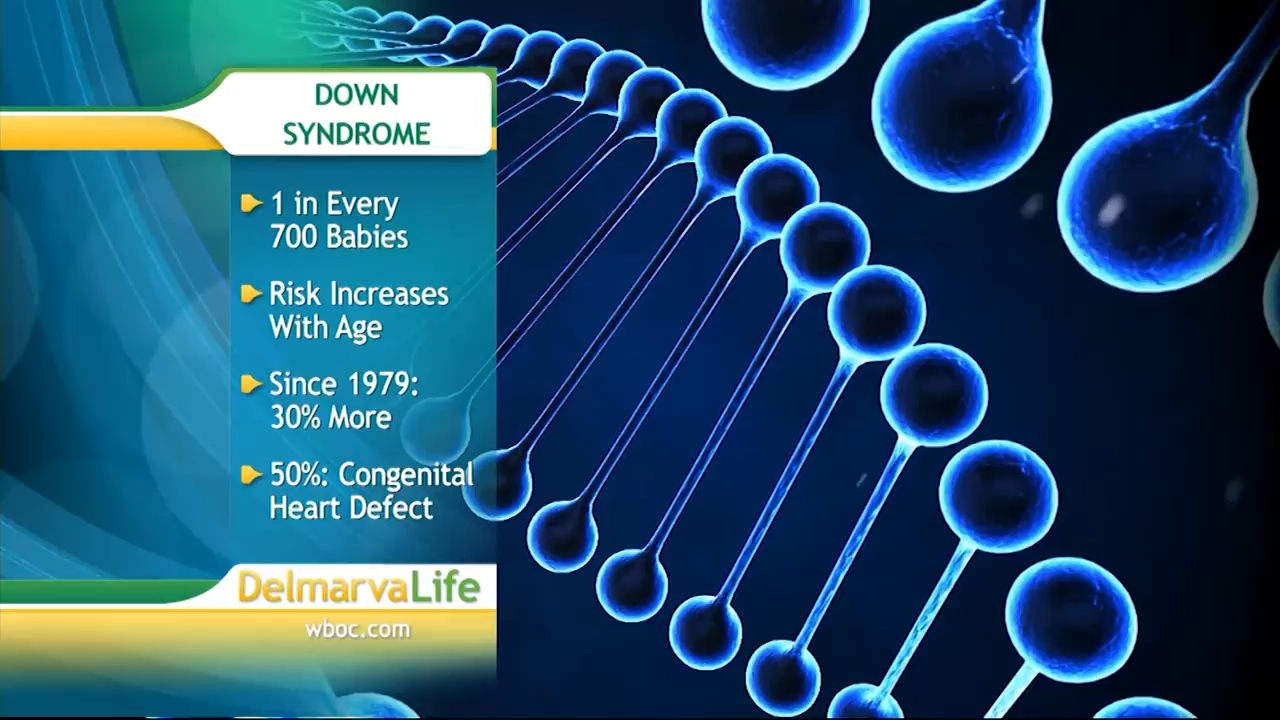 DOWN
SYNDROME
1 in Every
700 Babies
Risk Increases
With Age
Since 1979:
30% More
50%: Congenital
Heart Defect
DelmarvaLife
wboc.com